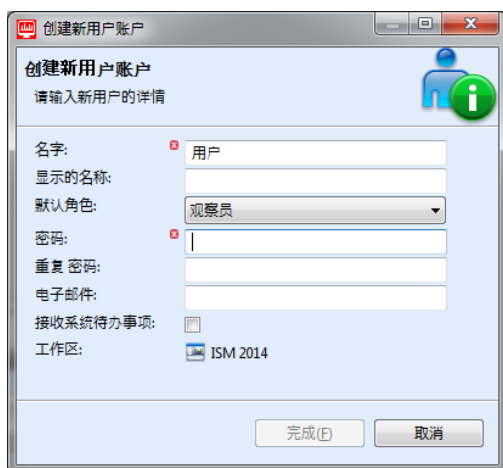 创建新用户账户
创建新用户账户
请输入新用户的详情
名字: 用户
显示的名称:
默认角色: 观察员
密码:
重复 密码:
电子邮件:
接收系统待办事项:
工作区: ISM 2014
完成(F) 取消